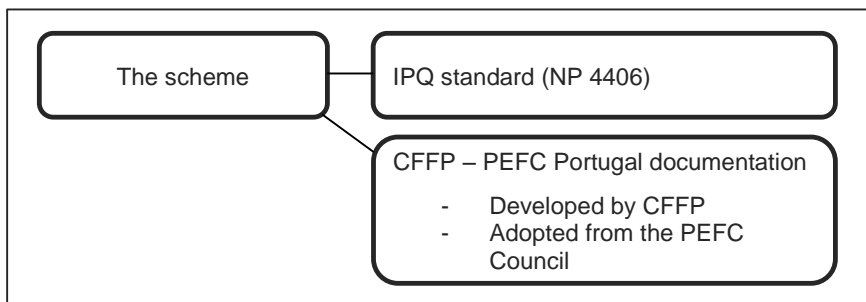 The scheme
IPQ standard (NP 4406)
CFFP – PEFC Portugal documentation
- Developed by CFFP
- Adopted from the PEFC
Council